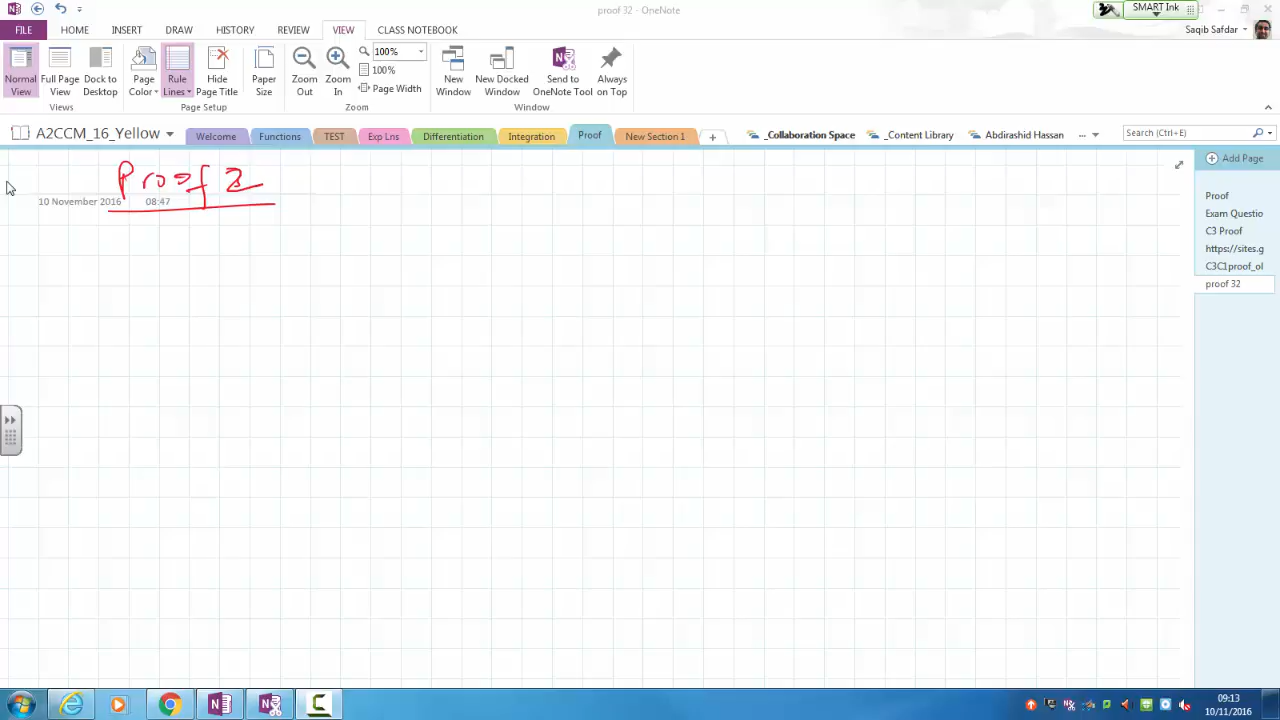 proof 32 - OneNote
SMART Ink
FILE HOME INSERT DRAW HISTORY REVIEW VIEW CLASS NOTEBOOK
Saqib Safdar
Normal View
Full Page View
Dock to Desktop
Page Color
Rule Lines
Hide Page Title
Paper Size
Zoom Out
Zoom In
100%
100%
Page Width
New Window
New Docked Window
Send to OneNote Tool
Always on Top
Views Page Setup Zoom Window
A2CCM_16_Yellow Welcome Functions TEST Exp Lns Differentiation Integration Proof New Section 1 + _Collaboration Space _Content Library Abdirashid Hassan ... Search (Ctrl+E)
Proof 2
10 November 2016 08:47
Add Page
Proof
Exam Questio
C3 Proof
https://sites.g
C3C1proof_ol
proof 32
09:13
10/11/2016